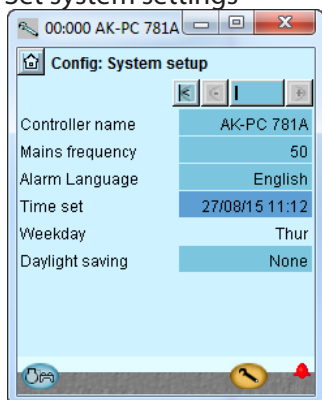 Set system settings
00:000 AK-PC 781A
Config: System setup
Controller name AK-PC 781A
Mains frequency 50
Alarm Language English
Time set 27/08/15 11:12
Weekday Thur
Daylight saving None